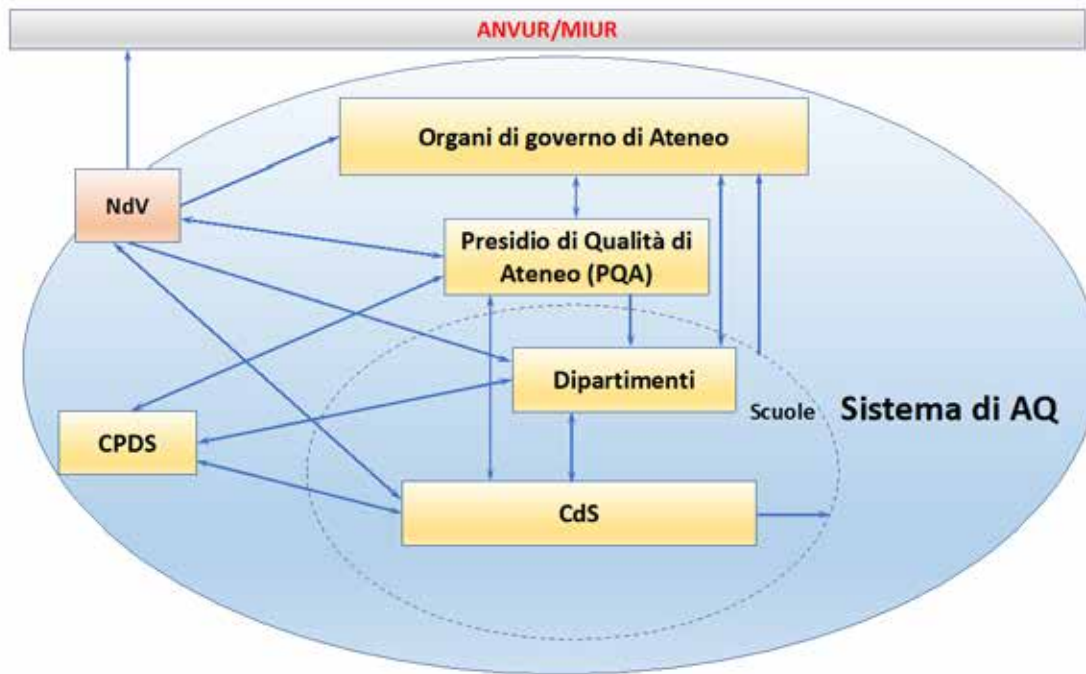 ANVUR/MIUR
Organi di governo di Ateneo
NdV
Presidio di Qualità di
Ateneo (PQA)
Dipartimenti
Scuole
Sistema di AQ
CPDS
CdS